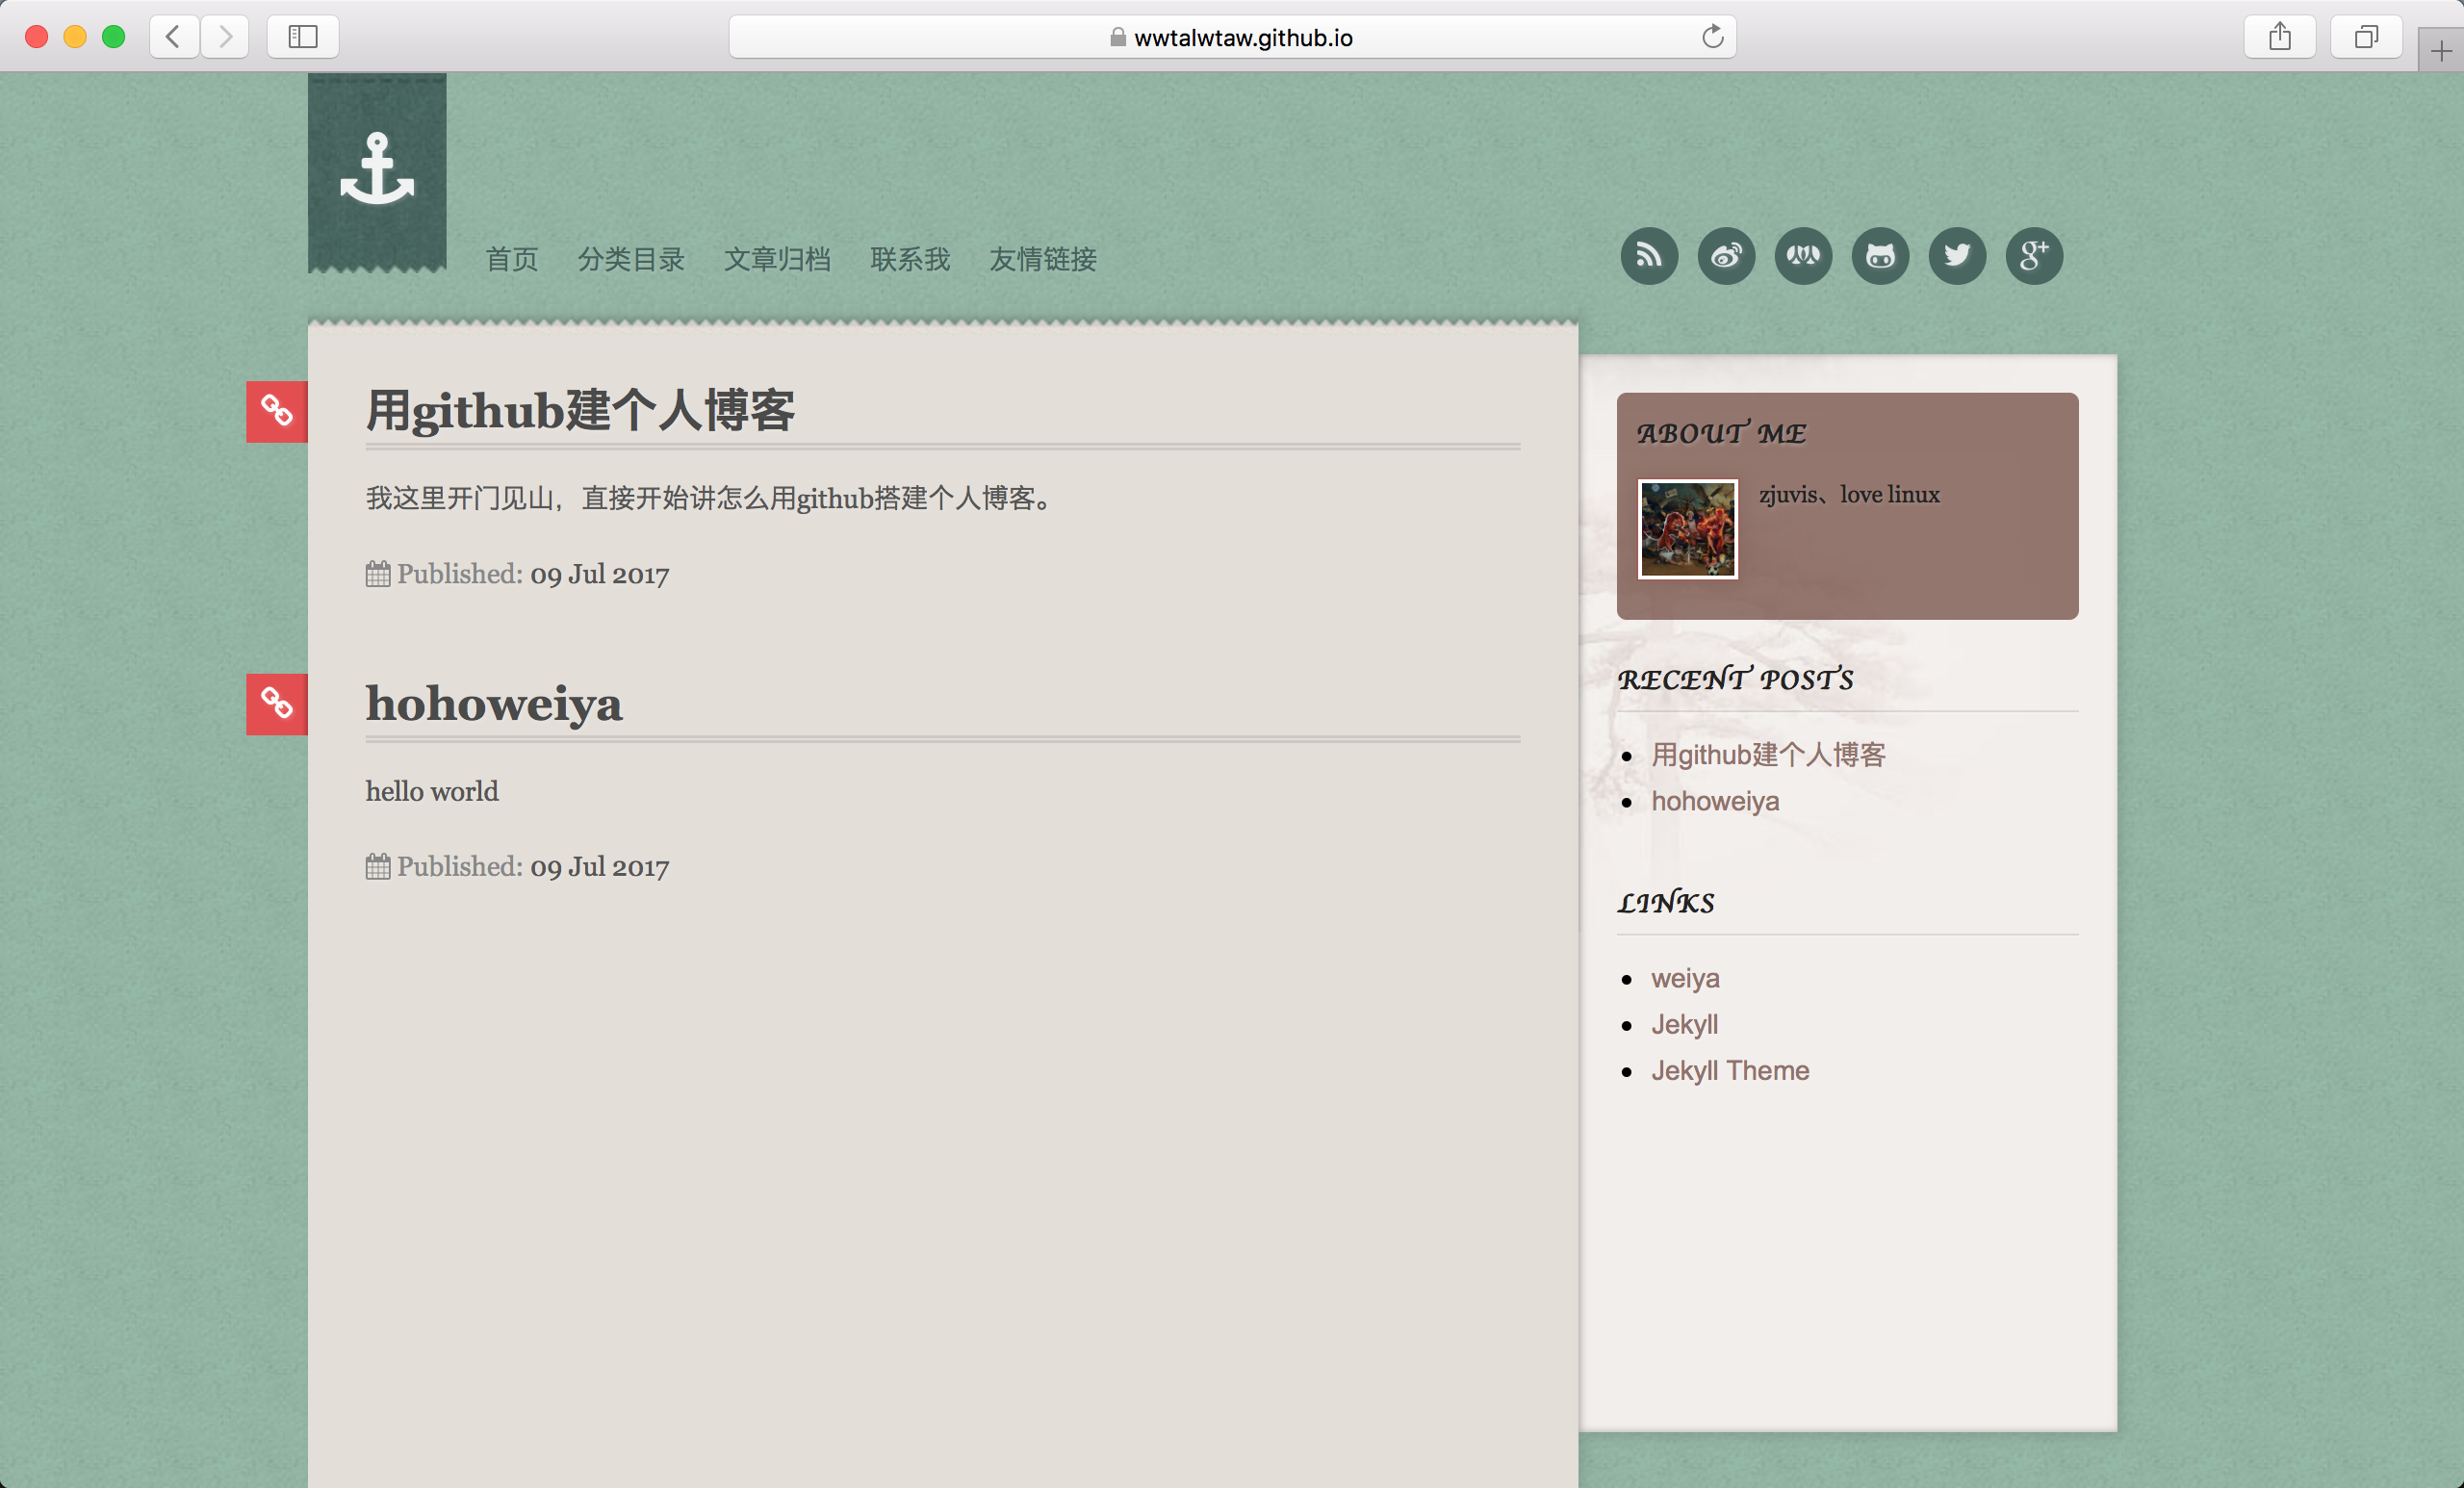 wwtalwtaw.github.io
首页 分类目录 文章归档 联系我 友情链接
用github建个人博客
我这里开门见山，直接开始讲怎么用github搭建个人博客。
Published: 09 Jul 2017
hohoweiya
hello world
Published: 09 Jul 2017
ABOUT ME
zjuvis、love linux
RECENT POSTS
用github建个人博客
hohoweiya
LINKS
weiya
Jekyll
Jekyll Theme